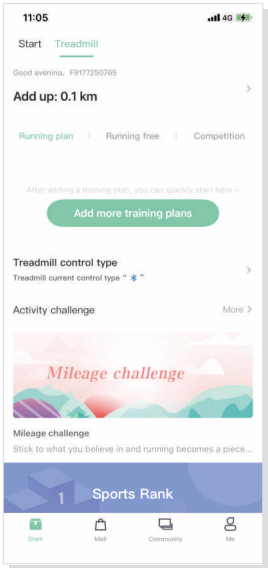 11:05
4G
Start Treadmill
Good evening, F9177250765
Add up: 0.1 km
Running plan Running free Competition
After adding a training plan, you can quickly start here ~
Add more training plans
Treadmill control type
Treadmill current control type " "
Activity challenge More >
Mileage challenge
Mileage challenge
Stick to what you believe in and running becomes a piece...
1
Sports Rank
Start Mall Community Me